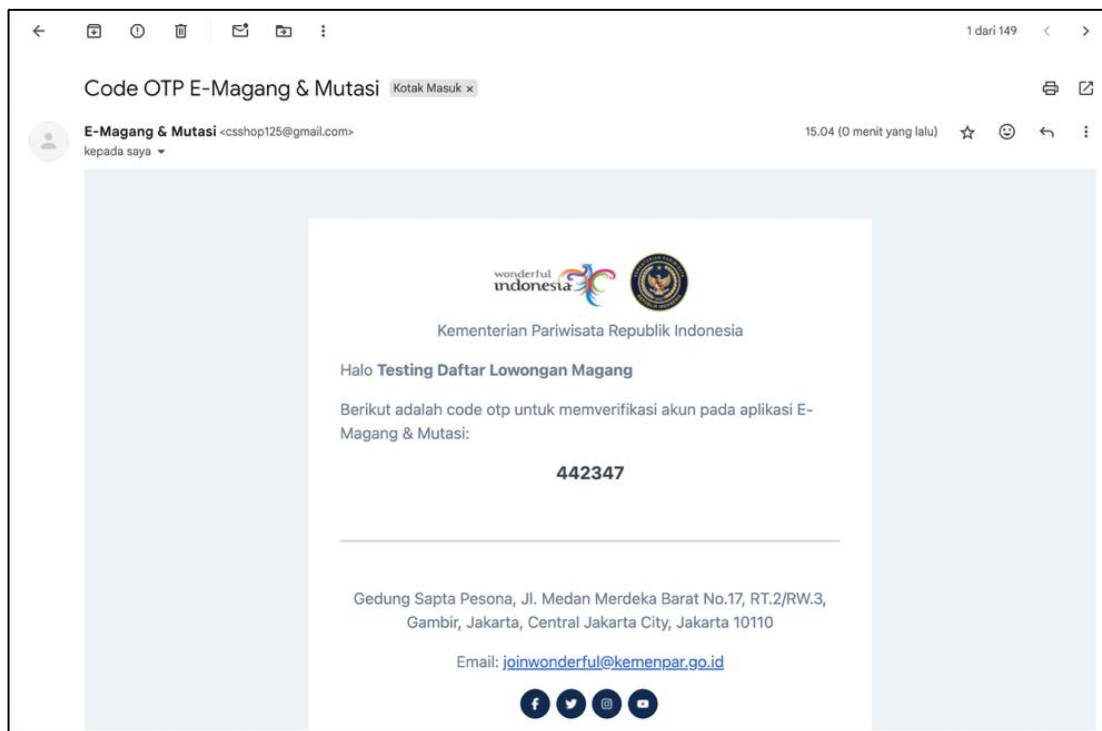 1 dari 149
Code OTP E-Magang & Mutasi Kotak Masuk x
E-Magang & Mutasi <csshop125@gmail.com> 15.04 (0 menit yang lalu)
kepada saya
wonderful
indonesia
Kementerian Pariwisata Republik Indonesia
Halo Testing Daftar Lowongan Magang
Berikut adalah code otp untuk memverifikasi akun pada aplikasi E-
Magang & Mutasi:
442347
Gedung Sapta Pesona, Jl. Medan Merdeka Barat No.17, RT.2/RW.3,
Gambir, Jakarta, Central Jakarta City, Jakarta 10110
Email: joinwonderful@kemenpar.go.id